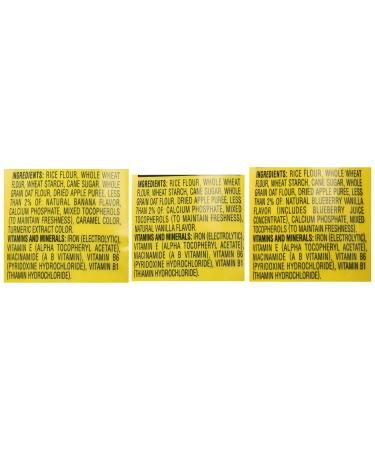 INGREDIENTS: RICE FLOUR, WHOLE WHEAT
FLOUR, WHEAT STARCH, CANE SUGAR, WHOLE
GRAIN OAT FLOUR, DRIED APPLE PUREE, LESS
THAN 2% OF: NATURAL BANANA FLAVOR,
CALCIUM PHOSPHATE, MIXED TOCOPHEROLS
(TO MAINTAIN FRESHNESS), CARAMEL COLOR,
TURMERIC EXTRACT COLOR.
VITAMINS AND MINERALS: IRON (ELECTROLYTIC),
VITAMIN E (ALPHA TOCOPHERYL ACETATE),
NIACINAMIDE (A B VITAMIN), VITAMIN B6
(PYRIDOXINE HYDROCHLORIDE), VITAMIN B1
(THIAMIN HYDROCHLORIDE).
INGREDIENTS: RICE FLOUR, WHOLE WHEAT
FLOUR, WHEAT STARCH, CANE SUGAR, WHOLE
GRAIN OAT FLOUR, DRIED APPLE PUREE, LESS
THAN 2% OF: CALCIUM PHOSPHATE, MIXED
TOCOPHEROLS (TO MAINTAIN FRESHNESS),
NATURAL VANILLA FLAVOR.
VITAMINS AND MINERALS: IRON (ELECTROLYTIC),
VITAMIN E (ALPHA TOCOPHERYL ACETATE),
NIACINAMIDE (A B VITAMIN), VITAMIN B6
(PYRIDOXINE HYDROCHLORIDE), VITAMIN B1
(THIAMIN HYDROCHLORIDE).
INGREDIENTS: RICE FLOUR, WHOLE WHEAT
FLOUR, WHEAT STARCH, CANE SUGAR, WHOLE
GRAIN OAT FLOUR, DRIED APPLE PUREE, LESS
THAN 2% OF: NATURAL BLUEBERRY VANILLA
FLAVOR (INCLUDES BLUEBERRY JUICE
CONCENTRATE), CALCIUM PHOSPHATE, MIXED
TOCOPHEROLS (TO MAINTAIN FRESHNESS).
VITAMINS AND MINERALS: IRON (ELECTROLYTIC),
VITAMIN E (ALPHA TOCOPHERYL ACETATE),
NIACINAMIDE (A B VITAMIN), VITAMIN B6
(PYRIDOXINE HYDROCHLORIDE), VITAMIN B1
(THIAMIN HYDROCHLORIDE).